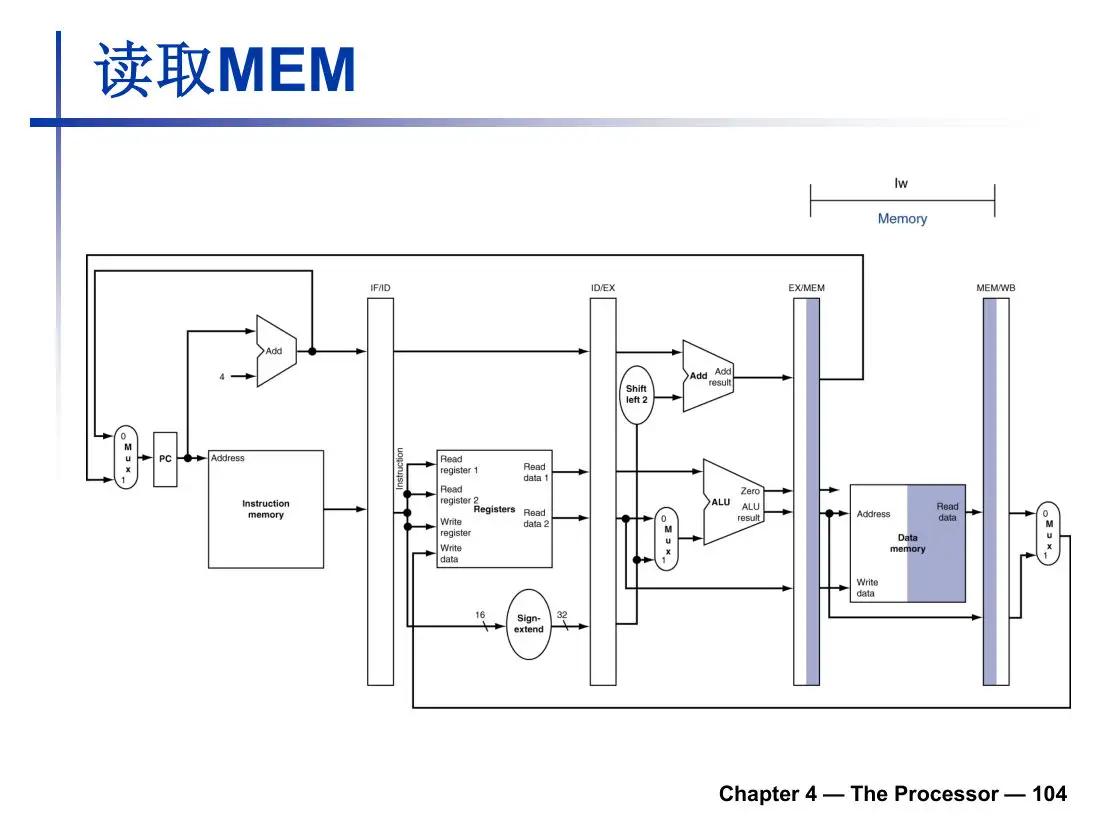 读取MEM
lw
Memory
IF/ID
ID/EX
EX/MEM
MEM/WB
Add
4
Shift
left 2
Add
Add
result
0
M
u
x
1
PC
Address
Instruction
memory
Instruction
Read
register 1
Read
register 2
Write
register
Write
data
Registers
Read
data 1
Read
data 2
16
Sign-
extend
32
0
M
u
x
1
ALU
Zero
ALU
result
Address
Read
data
Data
memory
Write
data
0
M
u
x
1
Chapter 4 — The Processor — 104